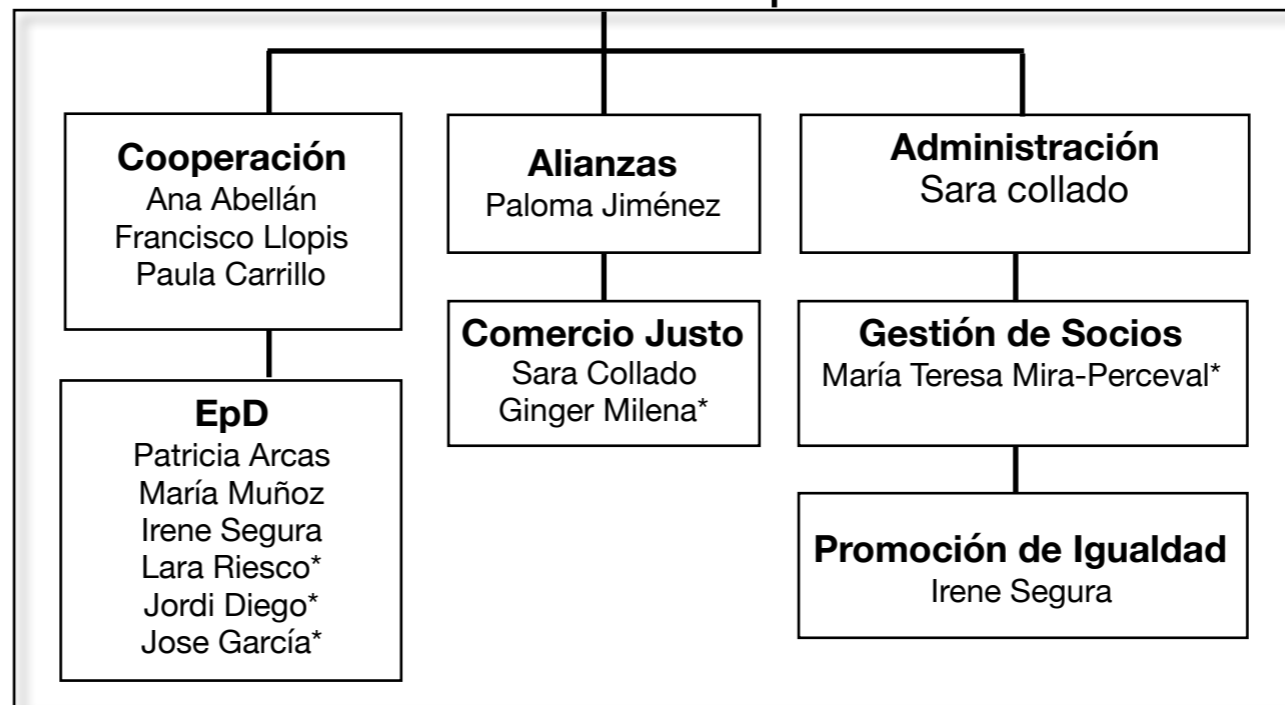 Cooperación
Ana Abellán
Francisco Llopis
Paula Carrillo
EpD
Patricia Arcas
María Muñoz
Irene Segura
Lara Riesco*
Jordi Diego*
Jose García*
Alianzas
Paloma Jiménez
Comercio Justo
Sara Collado
Ginger Milena*
Administración
Sara collado
Gestión de Socios
María Teresa Mira-Perceval*
Promoción de Igualdad
Irene Segura